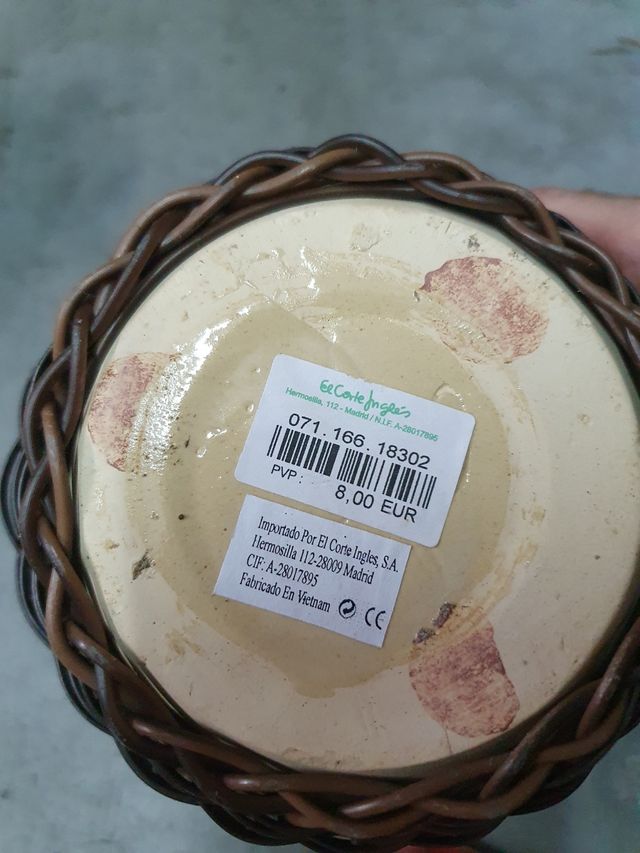 El Corte Inglés
Hermosilla, 112 - Madrid / N.I.F. A-28017895
071.166.18302
PVP: 8,00 EUR
Importado Por El Corte Ingles, S.A.
Hermosilla 112-28009 Madrid
CIF: A-28017895
Fabricado En Vietnam CE